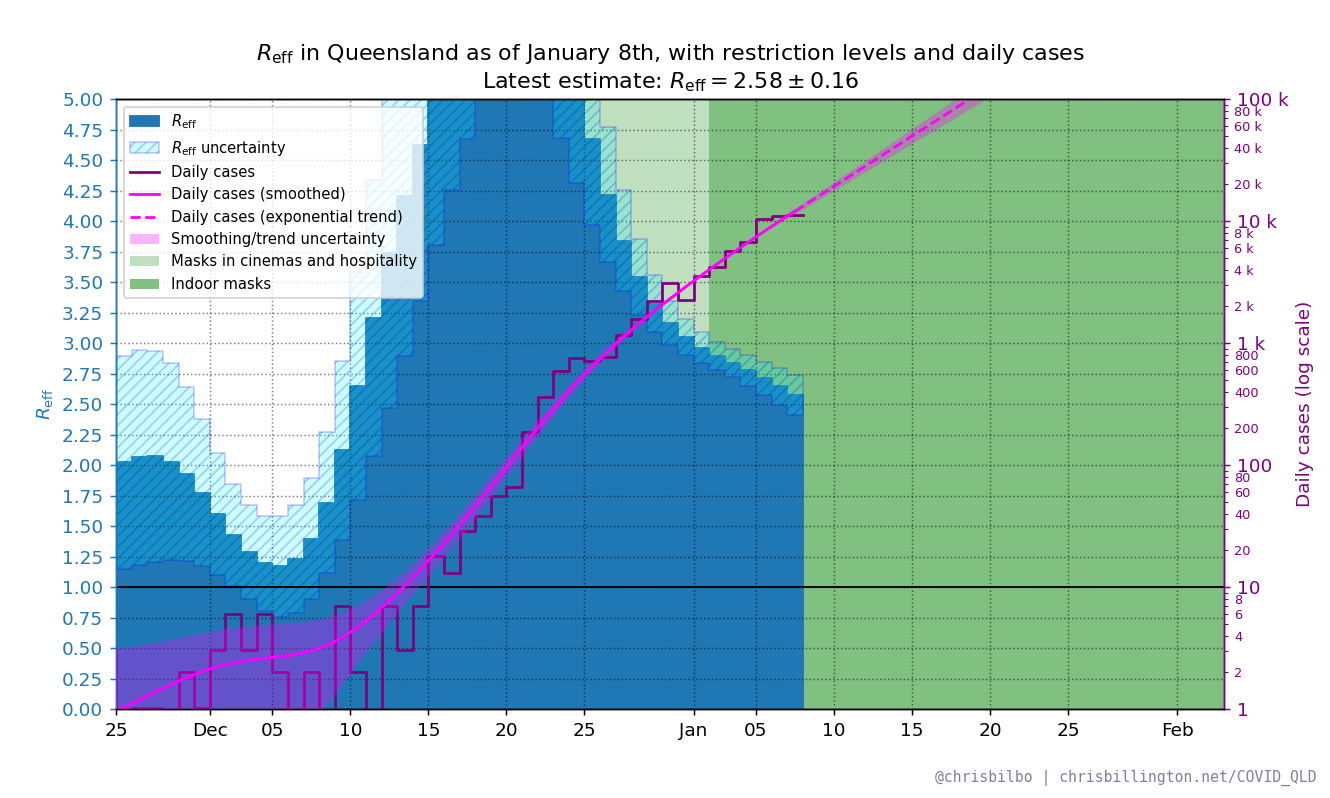 Reff in Queensland as of January 8th, with restriction levels and daily cases
Latest estimate: Reff = 2.58 ± 0.16
Reff
Reff uncertainty
Daily cases
Daily cases (smoothed)
Daily cases (exponential trend)
Smoothing/trend uncertainty
Masks in cinemas and hospitality
Indoor masks
Reff
5.00
4.75
4.50
4.25
4.00
3.75
3.50
3.25
3.00
2.75
2.50
2.25
2.00
1.75
1.50
1.25
1.00
0.75
0.50
0.25
0.00
25 Dec 05 10 15 20 25 Jan 05 10 15 20 25 Feb
100 k
80 k
60 k
40 k
20 k
10 k
8 k
6 k
4 k
2 k
1 k
800
600
400
200
100
80
60
40
20
10
8
6
4
2
1
Daily cases (log scale)
@chrisbilbo | chrisbillington.net/COVID_QLD